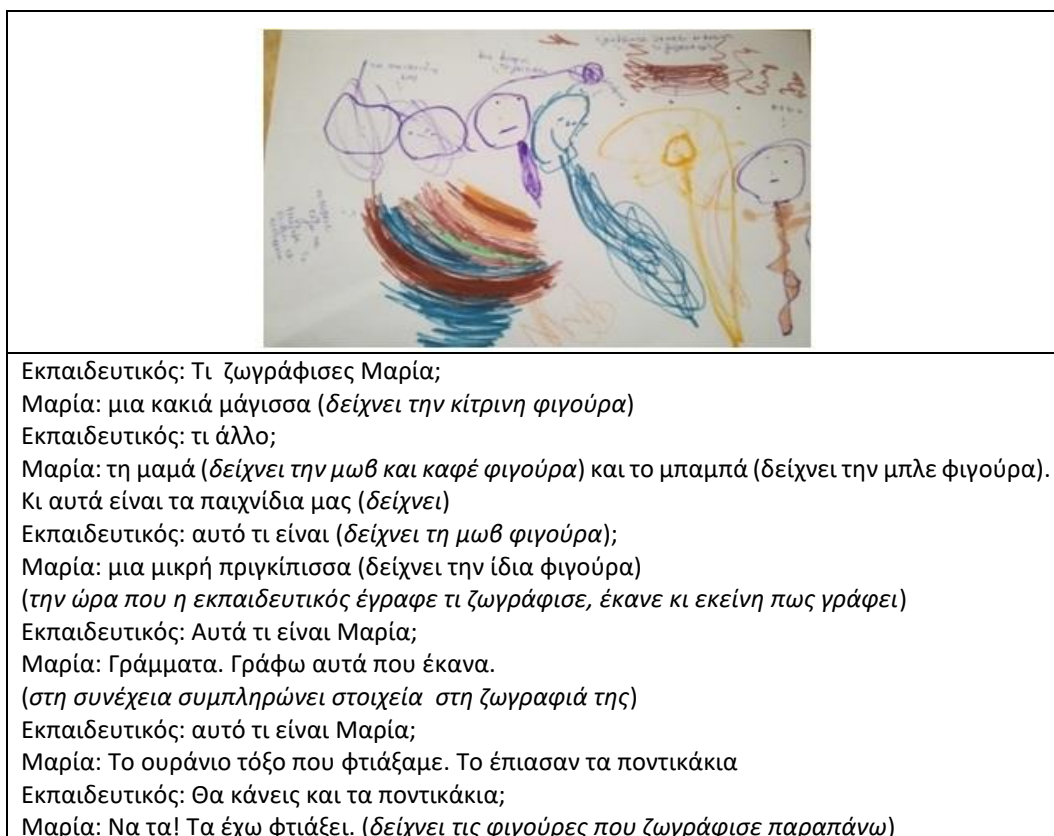 Εκπαιδευτικός: Τι ζωγράφισες Μαρία;
Μαρία: μια κακιά μάγισσα (δείχνει την κίτρινη φιγούρα)
Εκπαιδευτικός: τι άλλο;
Μαρία: τη μαμά (δείχνει την μωβ και καφέ φιγούρα) και το μπαμπά (δείχνει την μπλε φιγούρα).
Κι αυτά είναι τα παιχνίδια μας (δείχνει)
Εκπαιδευτικός: αυτό τι είναι (δείχνει τη μωβ φιγούρα);
Μαρία: μια μικρή πριγκίπισσα (δείχνει την ίδια φιγούρα)
(την ώρα που η εκπαιδευτικός έγραφε τι ζωγράφισε, έκανε κι εκείνη πως γράφει)
Εκπαιδευτικός: Αυτά τι είναι Μαρία;
Μαρία: Γράμματα. Γράφω αυτά που έκανα.
(στη συνέχεια συμπληρώνει στοιχεία στη ζωγραφιά της)
Εκπαιδευτικός: αυτό τι είναι Μαρία;
Μαρία: Το ουράνιο τόξο που φτιάξαμε. Το έπιασαν τα ποντικάκια
Εκπαιδευτικός: Θα κάνεις και τα ποντικάκια;
Μαρία: Να τα! Τα έχω φτιάξει. (δείχνει τις φιγούρες που ζωγράφισε παραπάνω)